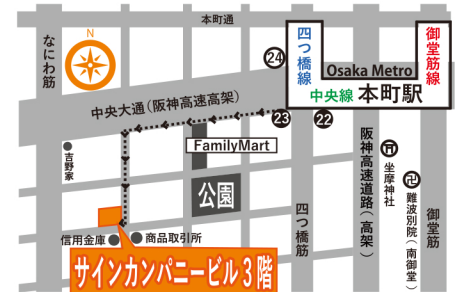 本町通
なにわ筋
N
24
四つ橋線
御堂筋線
Osaka Metro
中央線 本町駅
中央大通(阪神高速高架)
23
22
FamilyMart
吉野家
公園
阪神高速道路(高架)
坐摩神社
卍
難波別院(南御堂)
四つ橋筋
御堂筋
信用金庫
商品取引所
サインカンパニービル3階